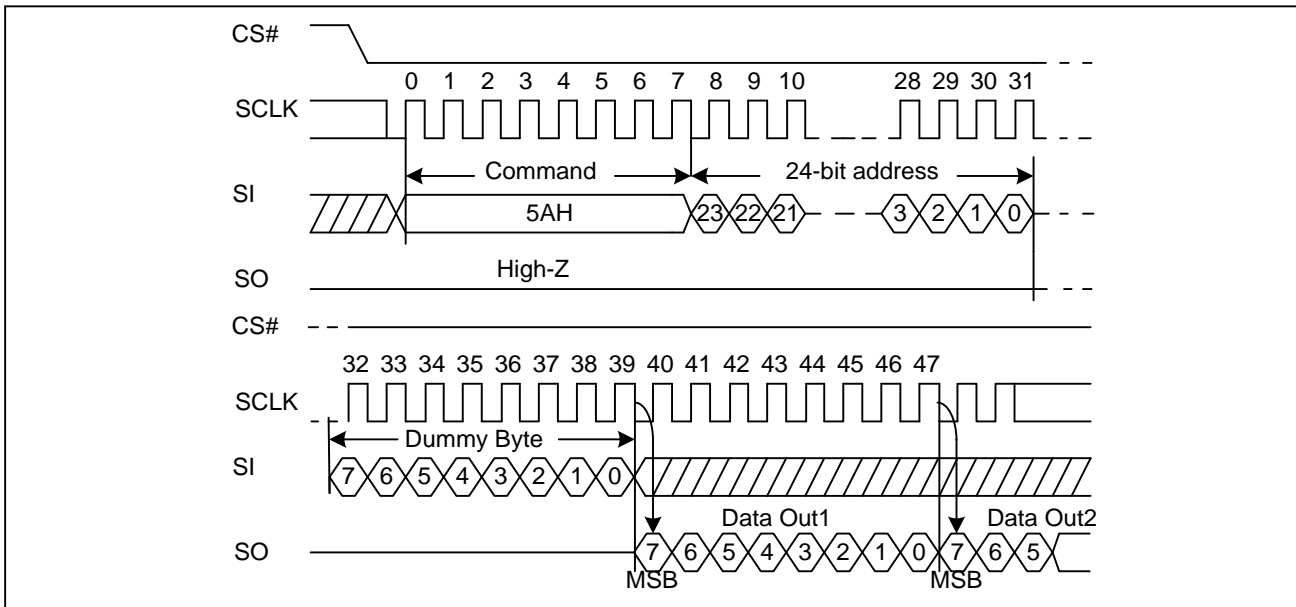 CS#
0 1 2 3 4 5 6 7 8 9 10 28 29 30 31
SCLK
Command 24-bit address
SI
5AH 23 22 21 3 2 1 0
High-Z
SO
CS#
32 33 34 35 36 37 38 39 40 41 42 43 44 45 46 47
SCLK
Dummy Byte
SI
7 6 5 4 3 2 1 0
Data Out1 Data Out2
SO
7 6 5 4 3 2 1 0 7 6 5
MSB MSB